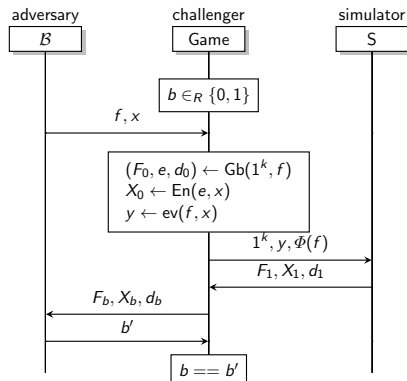 adversary challenger simulator
ℬ Game S
b ∈_R {0, 1}
f, x
(F_0, e, d_0) ← Gb(1^k, f)
X_0 ← En(e, x)
y ← ev(f, x)
1^k, y, Φ(f)
F_1, X_1, d_1
F_b, X_b, d_b
b′
b == b′